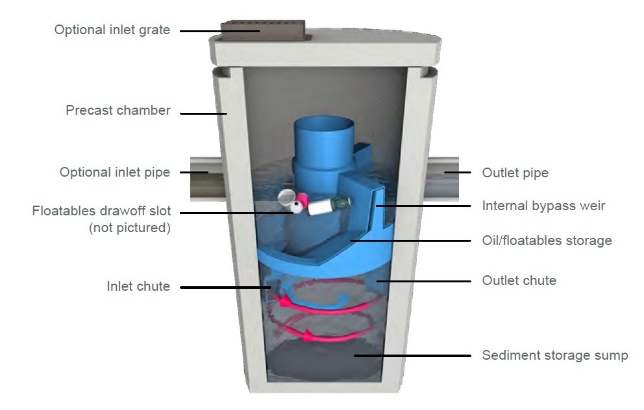 Optional inlet grate
Precast chamber
Optional inlet pipe
Floatables drawoff slot
(not pictured)
Inlet chute
Outlet pipe
Internal bypass weir
Oil/floatables storage
Outlet chute
Sediment storage sump